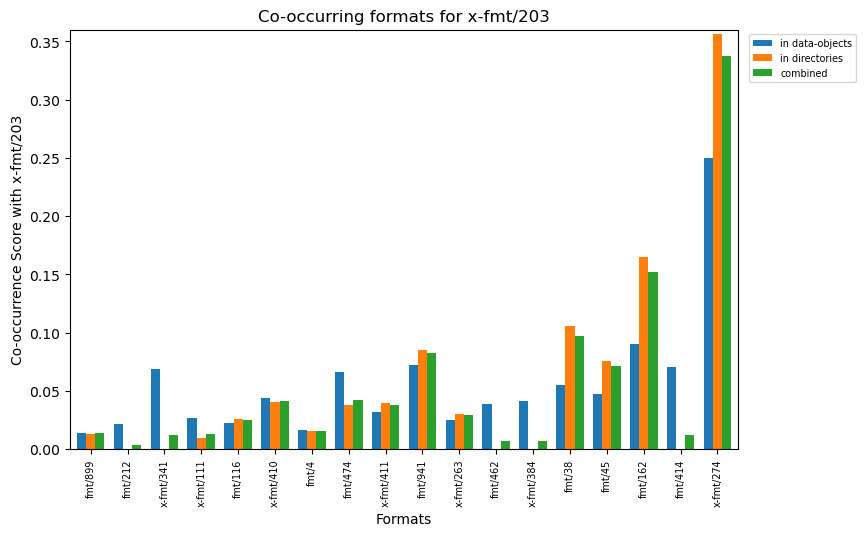 Co-occurring formats for x-fmt/203
in data-objects
in directories
combined
Co-occurrence Score with x-fmt/203
0.35
0.30
0.25
0.20
0.15
0.10
0.05
0.00
fmt/899
fmt/212
x-fmt/341
x-fmt/111
fmt/116
x-fmt/410
fmt/4
fmt/474
x-fmt/411
fmt/941
x-fmt/263
fmt/462
x-fmt/384
fmt/38
fmt/45
fmt/162
fmt/414
x-fmt/274
Formats